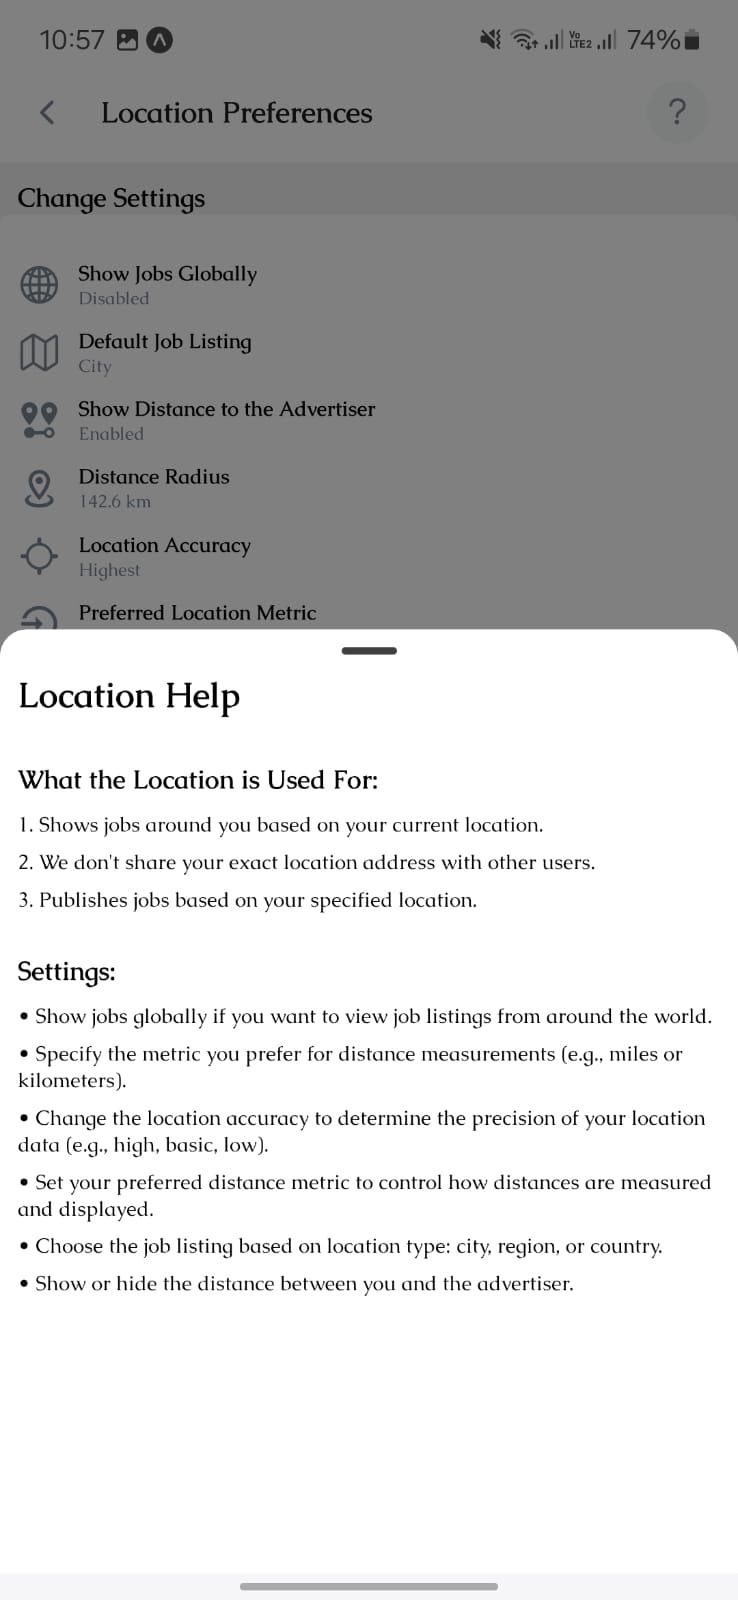 10:57
Vo
LTE2
74%
Location Preferences
?
Change Settings
Show Jobs Globally
Disabled
Default Job Listing
City
Show Distance to the Advertiser
Enabled
Distance Radius
142.6 km
Location Accuracy
Highest
Preferred Location Metric
Location Help
What the Location is Used For:
1. Shows jobs around you based on your current location.
2. We don't share your exact location address with other users.
3. Publishes jobs based on your specified location.
Settings:
• Show jobs globally if you want to view job listings from around the world.
• Specify the metric you prefer for distance measurements (e.g., miles or
kilometers).
• Change the location accuracy to determine the precision of your location
data (e.g., high, basic, low).
• Set your preferred distance metric to control how distances are measured
and displayed.
• Choose the job listing based on location type: city, region, or country.
• Show or hide the distance between you and the advertiser.